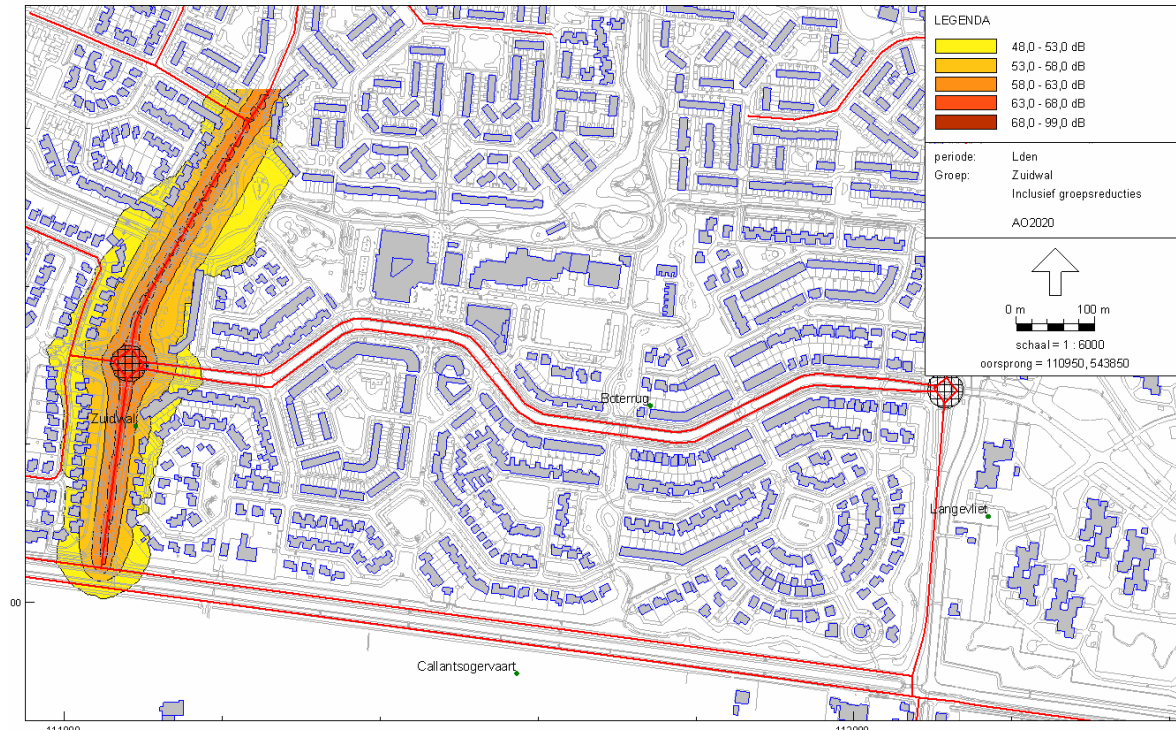 LEGENDA
48,0 - 53,0 dB
53,0 - 58,0 dB
58,0 - 63,0 dB
63,0 - 68,0 dB
68,0 - 99,0 dB
periode: Lden
Groep: Zuidwal
Inclusief groepsreducties
AO2020
0 m 100 m
schaal = 1 : 6000
oorsprong = 110950, 543850
Boterrug
Zuidwal
Langevliet
00
Callantsogervaart